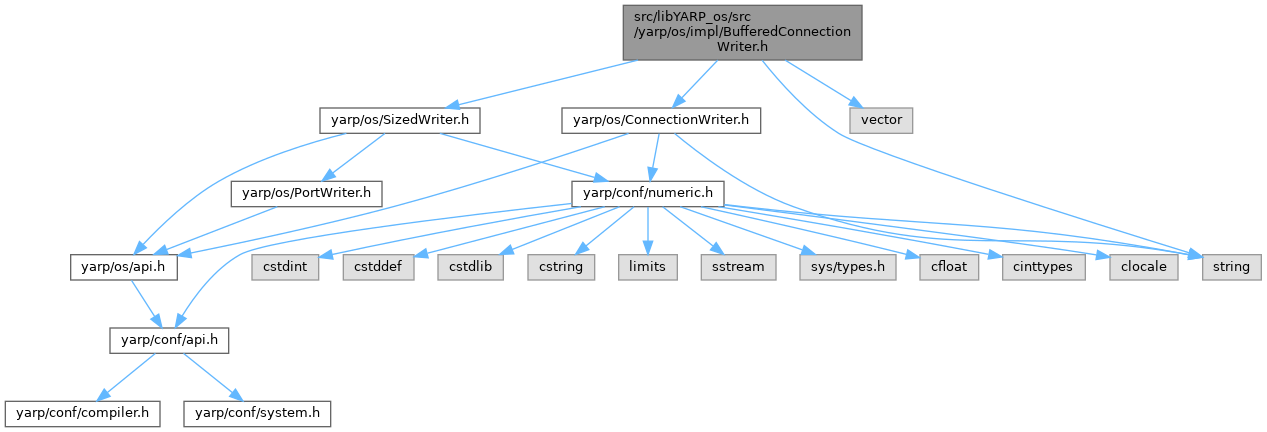 src/libYARP_os/src
/yarp/os/impl/BufferedConnection
Writer.h
yarp/os/SizedWriter.h
yarp/os/ConnectionWriter.h
vector
yarp/os/PortWriter.h
yarp/conf/numeric.h
yarp/os/api.h
cstdint
cstddef
cstdlib
cstring
limits
sstream
sys/types.h
cfloat
cinttypes
clocale
string
yarp/conf/api.h
yarp/conf/compiler.h
yarp/conf/system.h